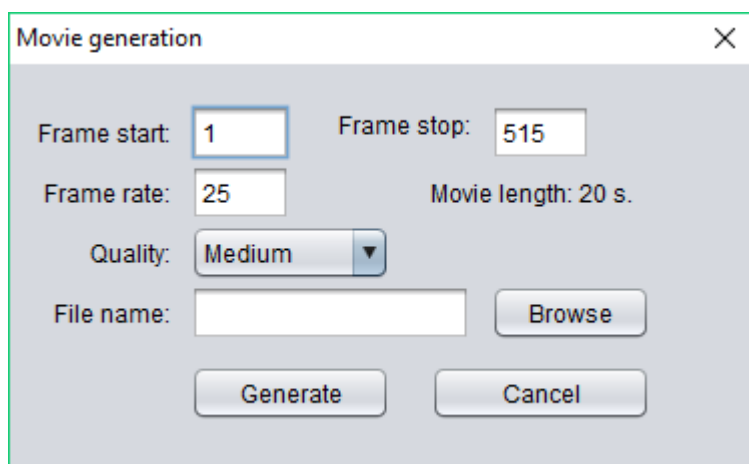 Movie generation
Frame start: 1 Frame stop: 515
Frame rate: 25 Movie length: 20 s.
Quality: Medium
File name: Browse
Generate Cancel